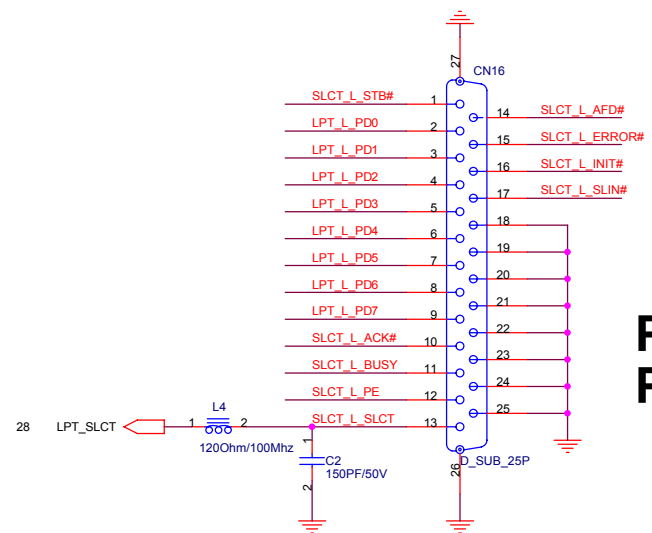 27
CN16
SLCT_L_STB# 1
14 SLCT_L_AFD#
LPT_L_PD0 2
15 SLCT_L_ERROR#
LPT_L_PD1 3
16 SLCT_L_INIT#
LPT_L_PD2 4
17 SLCT_L_SLIN#
LPT_L_PD3 5
18
LPT_L_PD4 6
19
LPT_L_PD5 7
20
LPT_L_PD6 8
21
LPT_L_PD7 9
22
SLCT_L_ACK# 10
23
SLCT_L_BUSY 11
24
SLCT_L_PE 12
25
SLCT_L_SLCT 13
28 LPT_SLCT
1 L4 2
120Ohm/100Mhz
1
C2
150PF/50V
2
26
D_SUB_25P